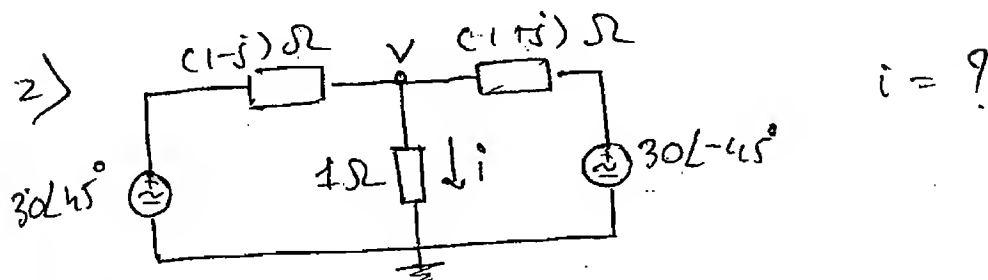 2)
(1-j) Ω
V
(1+j) Ω
i = ?
30∠45°
1Ω
↓ i
30∠-45°